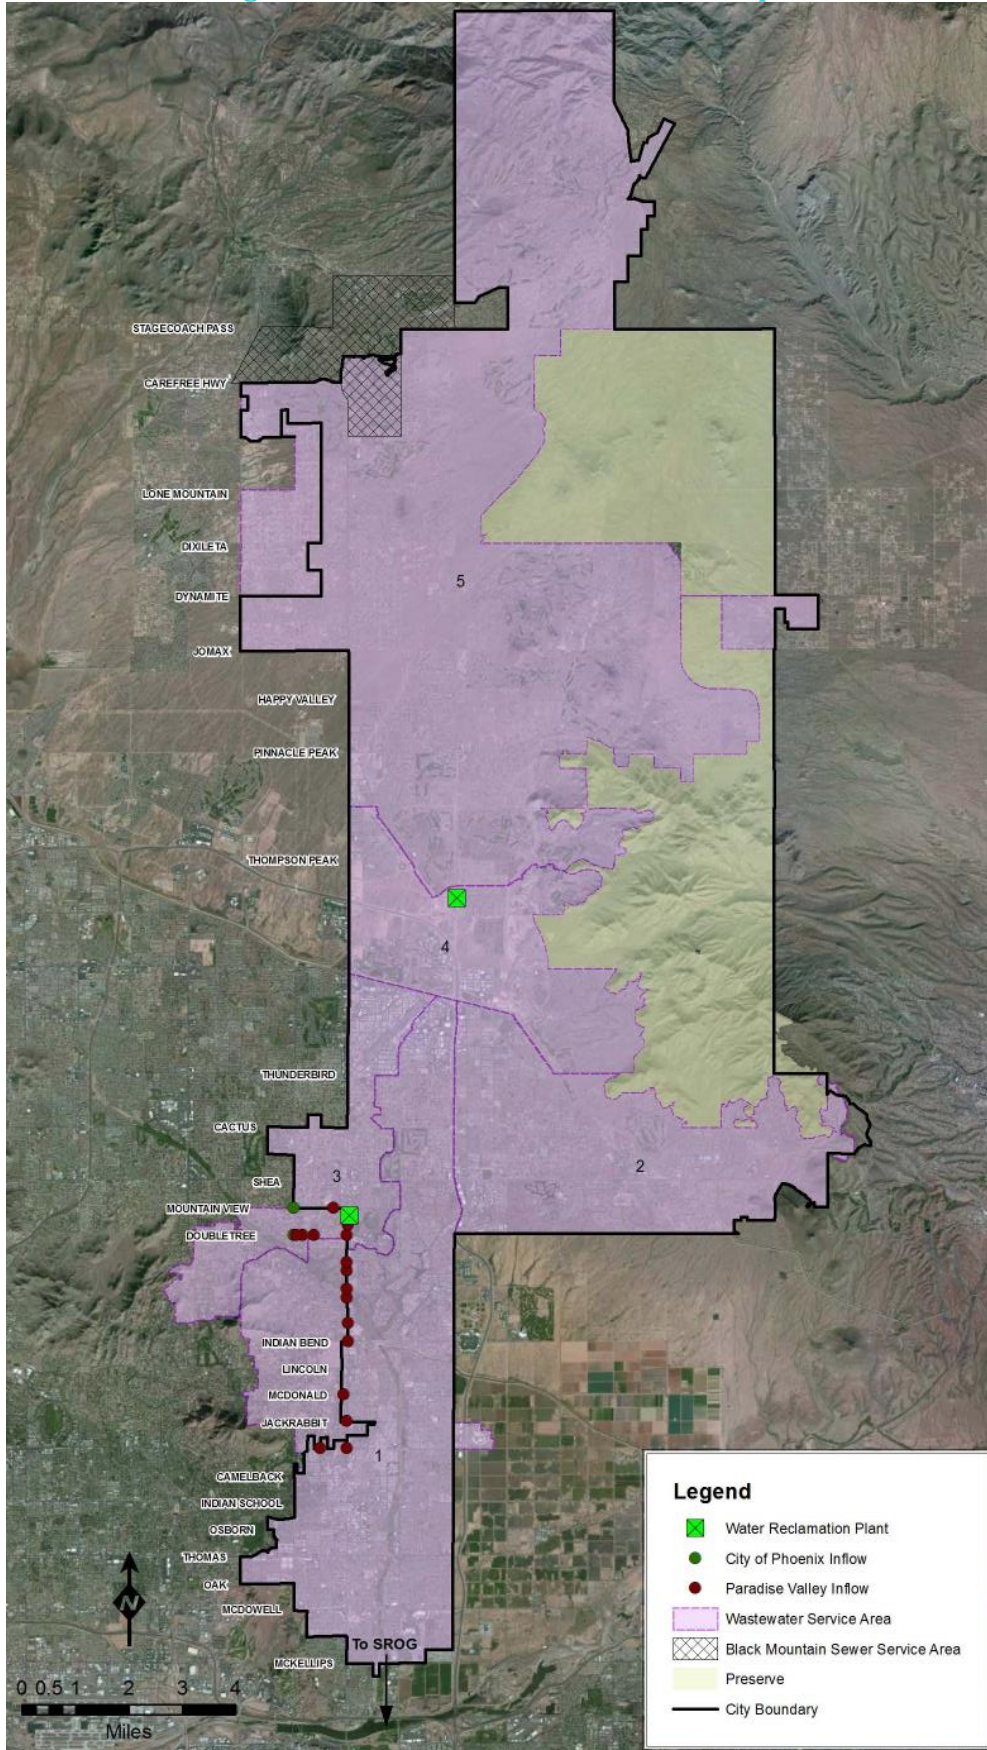 STAGECOACH PASS
CAREFREE HWY
LONE MOUNTAIN
DIXILETA
DYNAMITE
JOMAX
HAPPY VALLEY
PINNACLE PEAK
THOMPSON PEAK
THUNDERBIRD
CACTUS
SHEA
MOUNTAIN VIEW
DOUBLETREE
INDIAN BEND
LINCOLN
MCDONALD
JACKRABBIT
CAMELBACK
INDIAN SCHOOL
OSBORN
THOMAS
OAK
MCDOWELL
MCKELLIPS
5
4
3
2
1
To SROG
N
0 0.5 1 2 3 4
Miles
Legend
Water Reclamation Plant
City of Phoenix Inflow
Paradise Valley Inflow
Wastewater Service Area
Black Mountain Sewer Service Area
Preserve
City Boundary